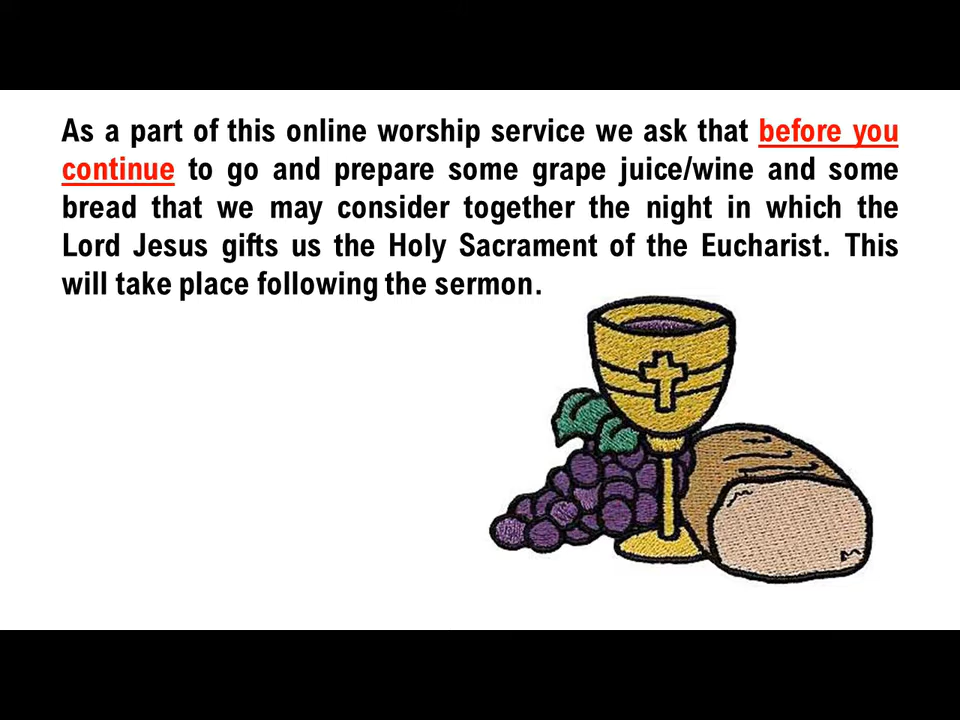 As a part of this online worship service we ask that before you
continue to go and prepare some grape juice/wine and some
bread that we may consider together the night in which the
Lord Jesus gifts us the Holy Sacrament of the Eucharist. This
will take place following the sermon.